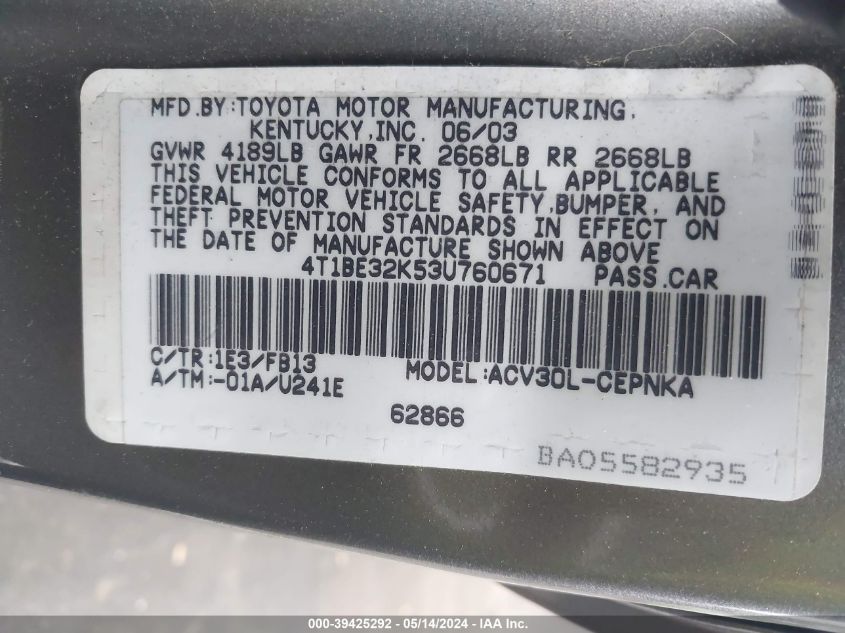 MFD.BY:TOYOTA MOTOR MANUFACTURING,
KENTUCKY,INC. 06/03
GVWR 4189LB GAWR FR 2668LB RR 2668LB
THIS VEHICLE CONFORMS TO ALL APPLICABLE
FEDERAL MOTOR VEHICLE SAFETY,BUMPER, AND
THEFT PREVENTION STANDARDS IN EFFECT ON
THE DATE OF MANUFACTURE SHOWN ABOVE
4T1BE32K53U760671 PASS.CAR
C/TR:1E3/FB13
A/TM:-01A/U241E MODEL:ACV30L-CEPNKA
62866
BA05582935
000-39425292 - 05/14/2024 - IAA Inc.